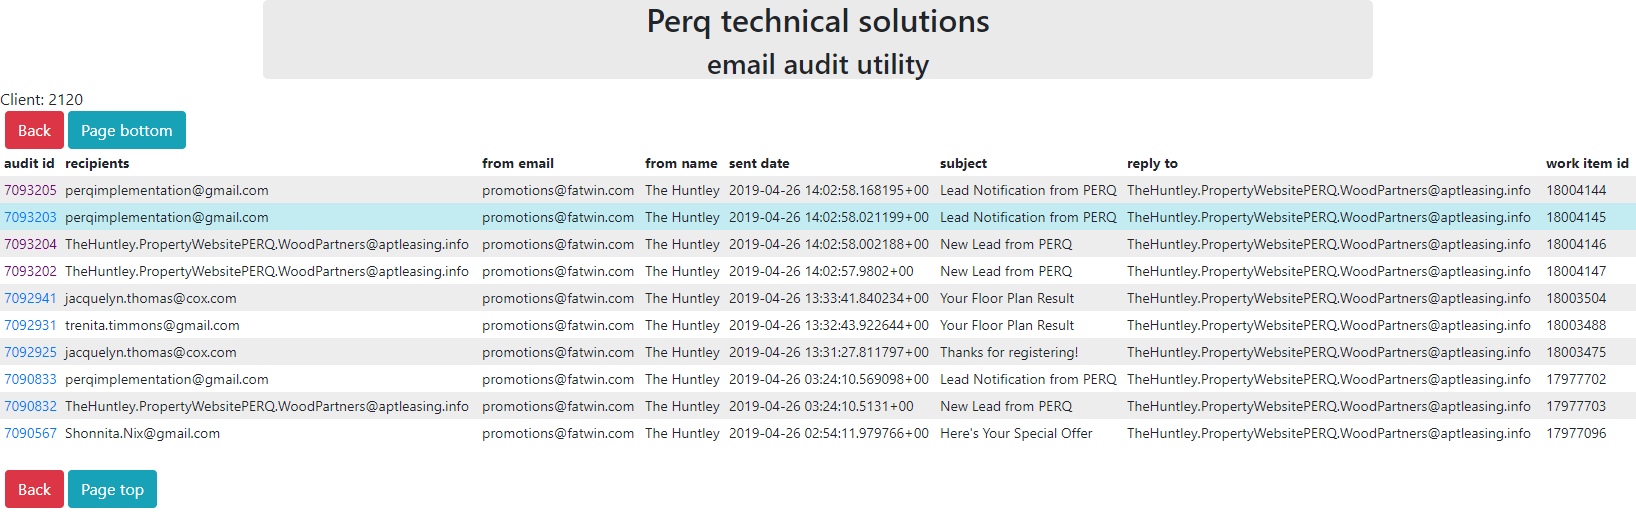 Perq technical solutions
email audit utility
Client: 2120
Back Page bottom
audit id recipients from email from name sent date subject reply to work item id
7093205 perqimplementation@gmail.com promotions@fatwin.com The Huntley 2019-04-26 14:02:58.168195+00 Lead Notification from PERQ TheHuntley.PropertyWebsitePERQ.WoodPartners@aptleasing.info 18004144
7093203 perqimplementation@gmail.com promotions@fatwin.com The Huntley 2019-04-26 14:02:58.021199+00 Lead Notification from PERQ TheHuntley.PropertyWebsitePERQ.WoodPartners@aptleasing.info 18004145
7093204 TheHuntley.PropertyWebsitePERQ.WoodPartners@aptleasing.info promotions@fatwin.com The Huntley 2019-04-26 14:02:58.002188+00 New Lead from PERQ TheHuntley.PropertyWebsitePERQ.WoodPartners@aptleasing.info 18004146
7093202 TheHuntley.PropertyWebsitePERQ.WoodPartners@aptleasing.info promotions@fatwin.com The Huntley 2019-04-26 14:02:57.9802+00 New Lead from PERQ TheHuntley.PropertyWebsitePERQ.WoodPartners@aptleasing.info 18004147
7092941 jacquelyn.thomas@cox.com promotions@fatwin.com The Huntley 2019-04-26 13:33:41.840234+00 Your Floor Plan Result TheHuntley.PropertyWebsitePERQ.WoodPartners@aptleasing.info 18003504
7092931 trenita.timmons@gmail.com promotions@fatwin.com The Huntley 2019-04-26 13:32:43.922644+00 Your Floor Plan Result TheHuntley.PropertyWebsitePERQ.WoodPartners@aptleasing.info 18003488
7092925 jacquelyn.thomas@cox.com promotions@fatwin.com The Huntley 2019-04-26 13:31:27.811797+00 Thanks for registering! TheHuntley.PropertyWebsitePERQ.WoodPartners@aptleasing.info 18003475
7090833 perqimplementation@gmail.com promotions@fatwin.com The Huntley 2019-04-26 03:24:10.569098+00 Lead Notification from PERQ TheHuntley.PropertyWebsitePERQ.WoodPartners@aptleasing.info 17977702
7090832 TheHuntley.PropertyWebsitePERQ.WoodPartners@aptleasing.info promotions@fatwin.com The Huntley 2019-04-26 03:24:10.5131+00 New Lead from PERQ TheHuntley.PropertyWebsitePERQ.WoodPartners@aptleasing.info 17977703
7090567 Shonnita.Nix@gmail.com promotions@fatwin.com The Huntley 2019-04-26 02:54:11.979766+00 Here's Your Special Offer TheHuntley.PropertyWebsitePERQ.WoodPartners@aptleasing.info 17977096
Back Page top